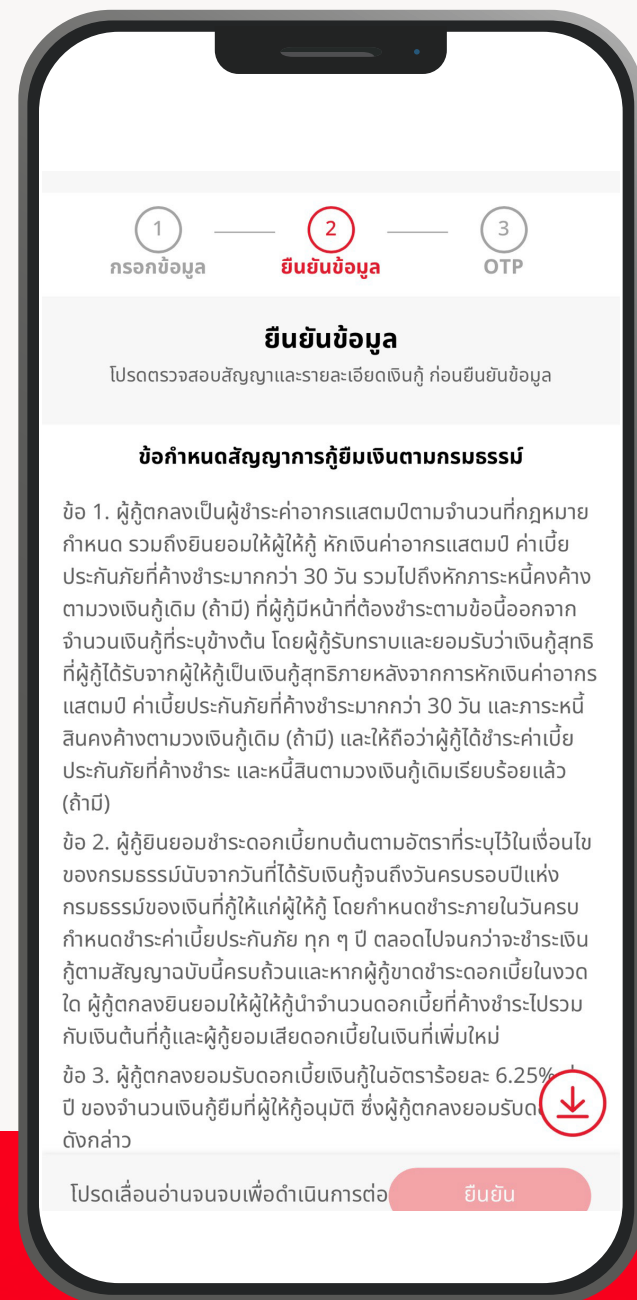 1
2
3
กรอกข้อมูล
ยืนยันข้อมูล
OTP
ยืนยันข้อมูล
โปรดตรวจสอบสัญญาและรายละเอียดเงินกู้ ก่อนยืนยันข้อมูล
ข้อกำหนดสัญญาการกู้ยืมเงินตามกรมธรรม์
ข้อ 1. ผู้กู้ตกลงเป็นผู้ชำระค่าอากรแสตมป์ตามจำนวนที่กฎหมาย
กำหนด รวมถึงยินยอมให้ผู้ให้กู้ หักเงินค่าอากรแสตมป์ ค่าเบี้ย
ประกันภัยที่ค้างชำระมากกว่า 30 วัน รวมไปถึงหักภาระหนี้คงค้าง
ตามวงเงินกู้เดิม (ถ้ามี) ที่ผู้กู้มีหน้าที่ต้องชำระตามข้อนี้ออกจาก
จำนวนเงินกู้ที่ระบุข้างต้น โดยผู้กู้รับทราบและยอมรับว่าเงินกู้สุทธิ
ที่ผู้กู้ได้รับจากผู้ให้กู้เป็นเงินกู้สุทธิภายหลังจากการหักเงินค่าอากร
แสตมป์ ค่าเบี้ยประกันภัยที่ค้างชำระมากกว่า 30 วัน และภาระหนี้
สินคงค้างตามวงเงินกู้เดิม (ถ้ามี) และให้ถือว่าผู้กู้ได้ชำระค่าเบี้ย
ประกันภัยที่ค้างชำระ และหนี้สินตามวงเงินกู้เดิมเรียบร้อยแล้ว
(ถ้ามี)
ข้อ 2. ผู้กู้ยินยอมชำระดอกเบี้ยทบต้นตามอัตราที่ระบุไว้ในเงื่อนไข
ของกรมธรรม์นับจากวันที่ได้รับเงินกู้จนถึงวันครบรอบปีแห่ง
กรมธรรม์ของเงินที่กู้ให้แก่ผู้ให้กู้ โดยกำหนดชำระภายในวันครบ
กำหนดชำระค่าเบี้ยประกันภัย ทุก ๆ ปี ตลอดไปจนกว่าจะชำระเงิน
กู้ตามสัญญาฉบับนี้ครบถ้วนและหากผู้กู้ขาดชำระดอกเบี้ยในงวด
ใด ผู้กู้ตกลงยินยอมให้ผู้ให้กู้นำจำนวนดอกเบี้ยที่ค้างชำระไปรวม
กับเงินต้นที่กู้และผู้กู้ยอมเสียดอกเบี้ยในเงินที่เพิ่มใหม่
ข้อ 3. ผู้กู้ตกลงยอมรับดอกเบี้ยเงินกู้ในอัตราร้อยละ 6.25%
ปี ของจำนวนเงินกู้ยืมที่ผู้ให้กู้อนุมัติ ซึ่งผู้กู้ตกลงยอมรับ
ดังกล่าว
โปรดเลื่อนอ่านจนจบเพื่อดำเนินการต่อ
ยืนยัน